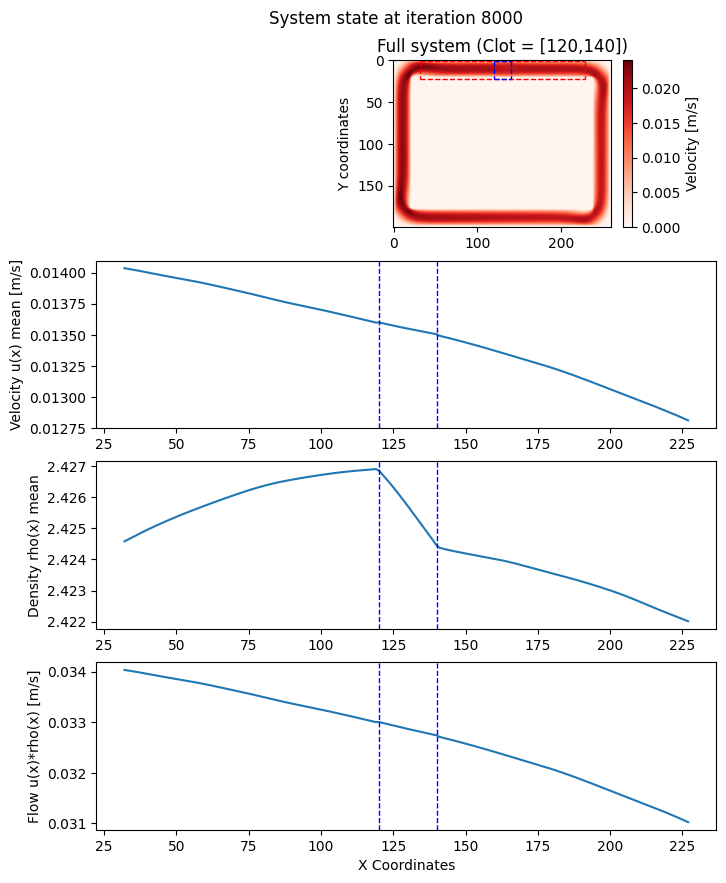 System state at iteration 8000
Full system (Clot = [120,140])
0
50
100
150
Y coordinates
0
100
200
0.020
0.015
0.010
0.005
0.000
Velocity [m/s]
Velocity u(x) mean [m/s]
0.01400
0.01375
0.01350
0.01325
0.01300
0.01275
25 50 75 100 125 150 175 200 225
Density rho(x) mean
2.427
2.426
2.425
2.424
2.423
2.422
25 50 75 100 125 150 175 200 225
Flow u(x)*rho(x) [m/s]
0.034
0.033
0.032
0.031
25 50 75 100 125 150 175 200 225
X Coordinates